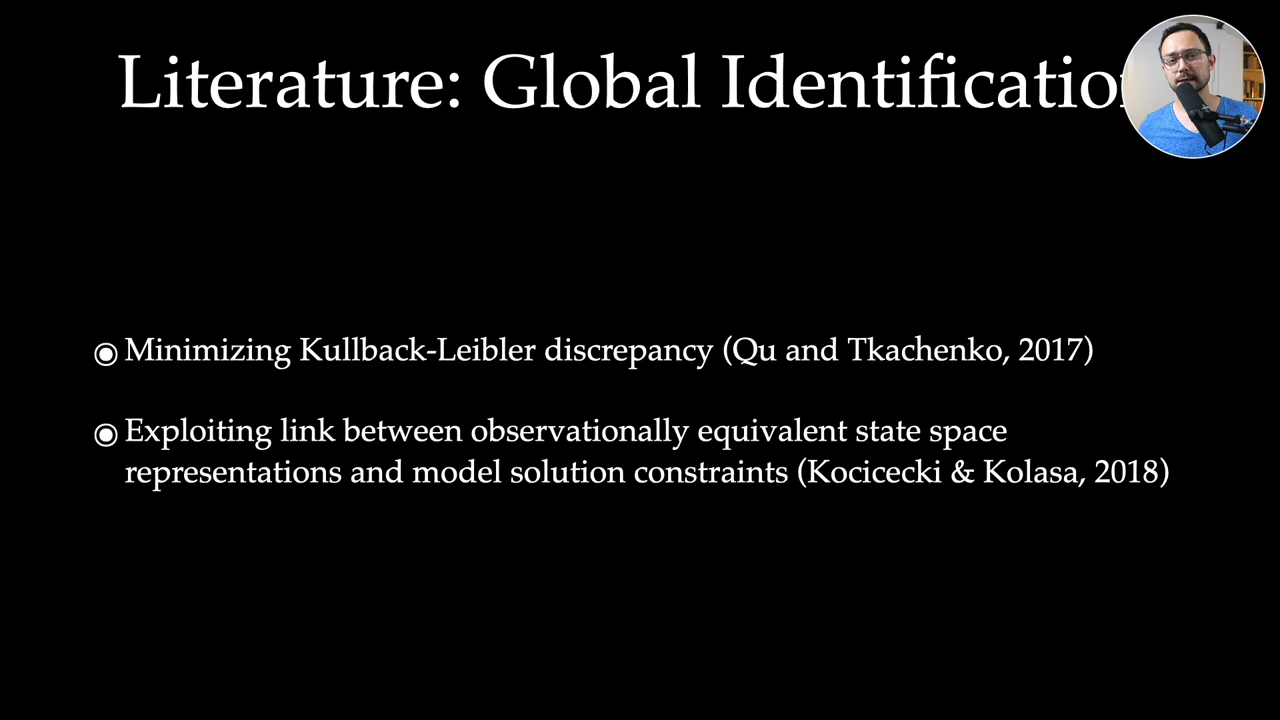 Literature: Global Identification
◉ Minimizing Kullback-Leibler discrepancy (Qu and Tkachenko, 2017)
◉ Exploiting link between observationally equivalent state space
representations and model solution constraints (Kocicecki & Kolasa, 2018)